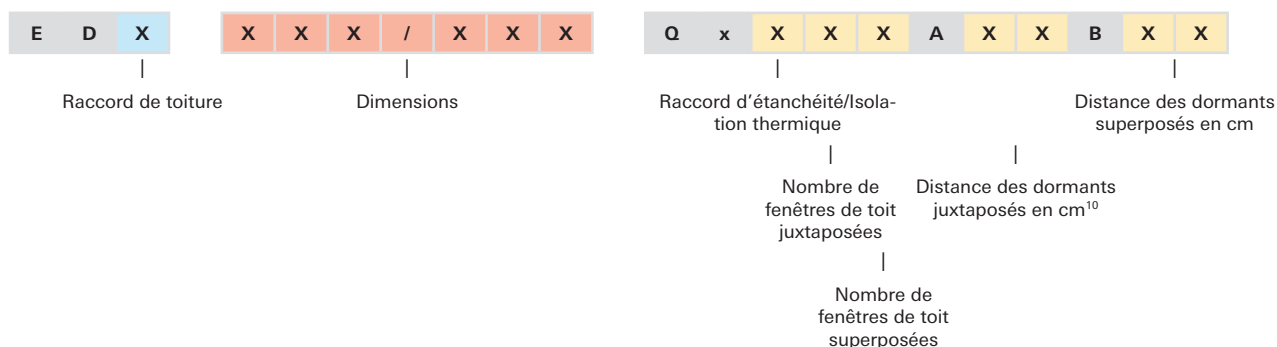 E D X X X X / X X X Q x X X X A X X B X X
Raccord de toiture
Dimensions
Raccord d'étanchéité/Isola-
tion thermique
Distance des dormants
superposés en cm
Nombre de
fenêtres de toit
juxtaposées
Distance des dormants
juxtaposés en cm10
Nombre de
fenêtres de toit
superposées